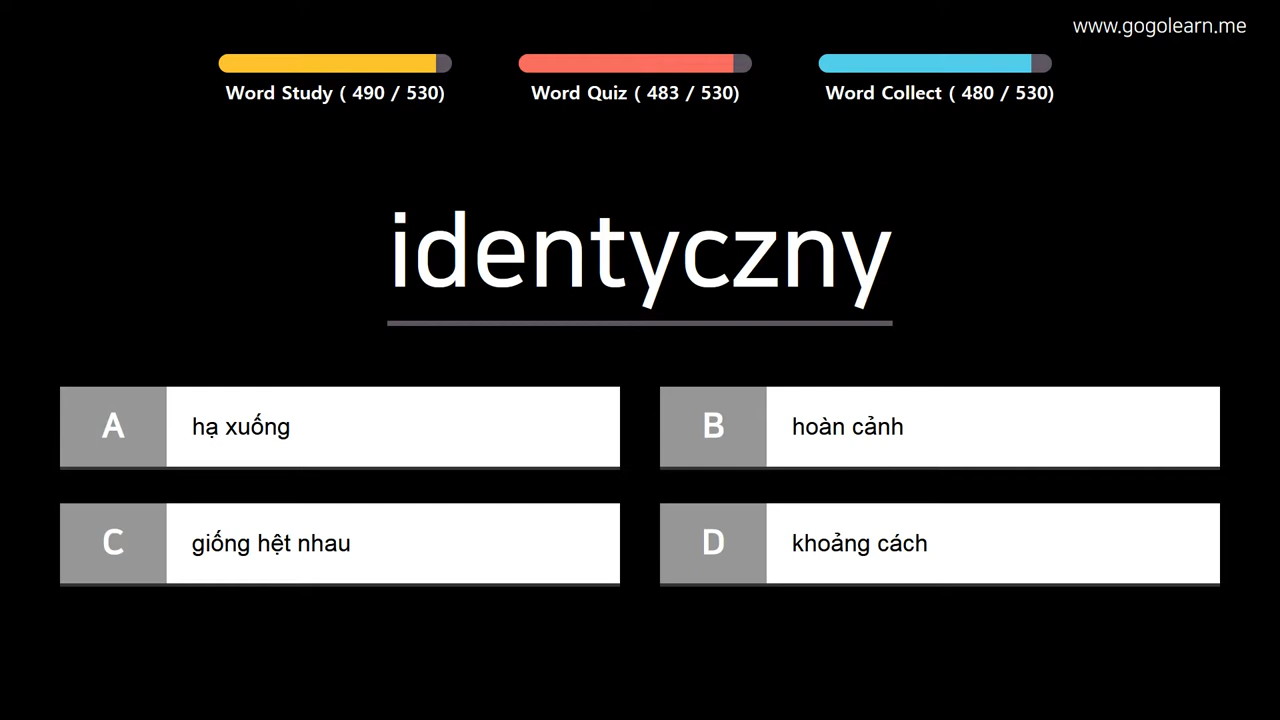 www.gogolearn.me
Word Study ( 490 / 530)
Word Quiz ( 483 / 530)
Word Collect ( 480 / 530)
identyczny
A hạ xuống
B hoàn cảnh
C giống hệt nhau
D khoảng cách